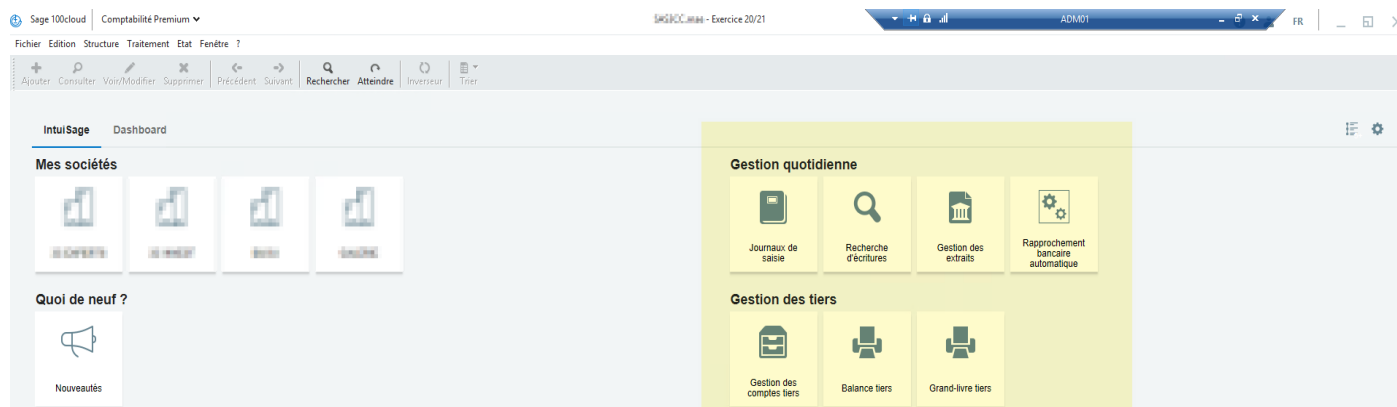 Sage 100cloud Comptabilité Premium - Exercice 20/21 ADM01 FR
Fichier Edition Structure Traitement Etat Fenêtre ?
Ajouter Consulter Voir/Modifier Supprimer Précédent Suivant Rechercher Atteindre Inverseur Trier
IntuiSage Dashboard
Mes sociétés
Gestion quotidienne
Journaux de saisie
Recherche d'écritures
Gestion des extraits
Rapprochement bancaire automatique
Quoi de neuf ?
Gestion des tiers
Nouveautés
Gestion des comptes tiers
Balance tiers
Grand-livre tiers